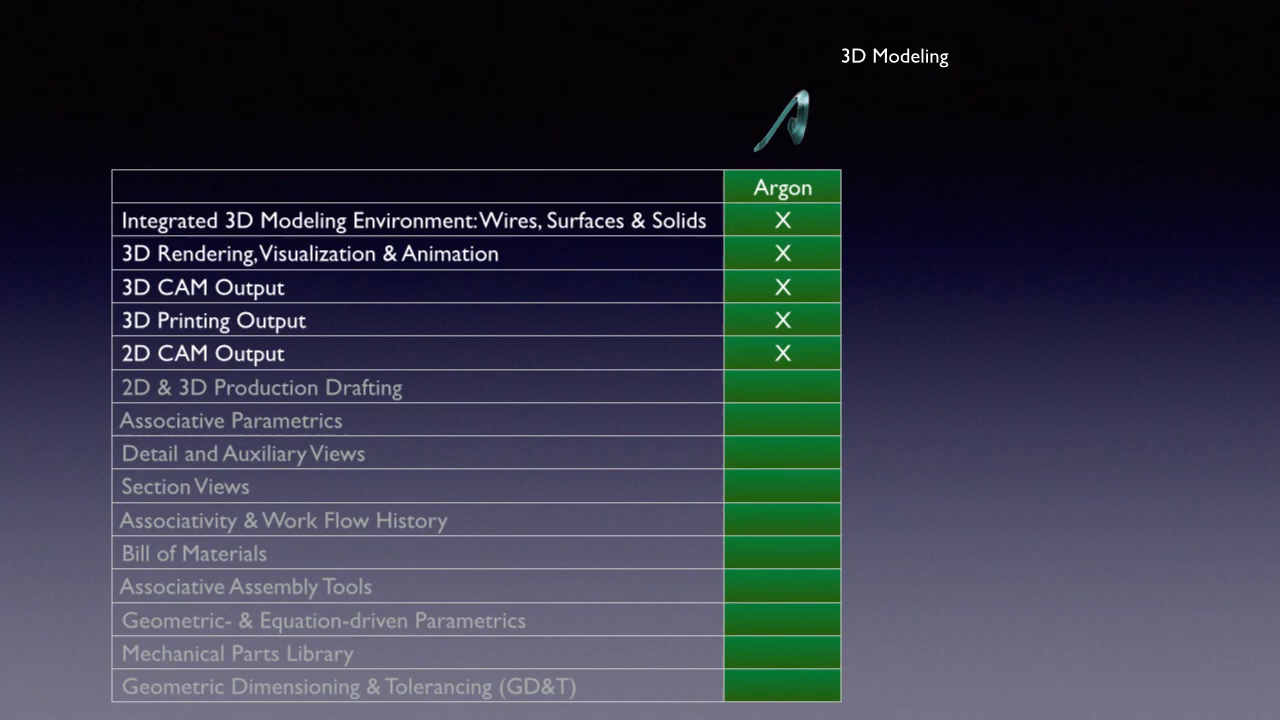 3D Modeling
Argon
Integrated 3D Modeling Environment: Wires, Surfaces & Solids X
3D Rendering, Visualization & Animation X
3D CAM Output X
3D Printing Output X
2D CAM Output X
2D & 3D Production Drafting
Associative Parametrics
Detail and Auxiliary Views
Section Views
Associativity & Work Flow History
Bill of Materials
Associative Assembly Tools
Geometric- & Equation-driven Parametrics
Mechanical Parts Library
Geometric Dimensioning & Tolerancing (GD&T)